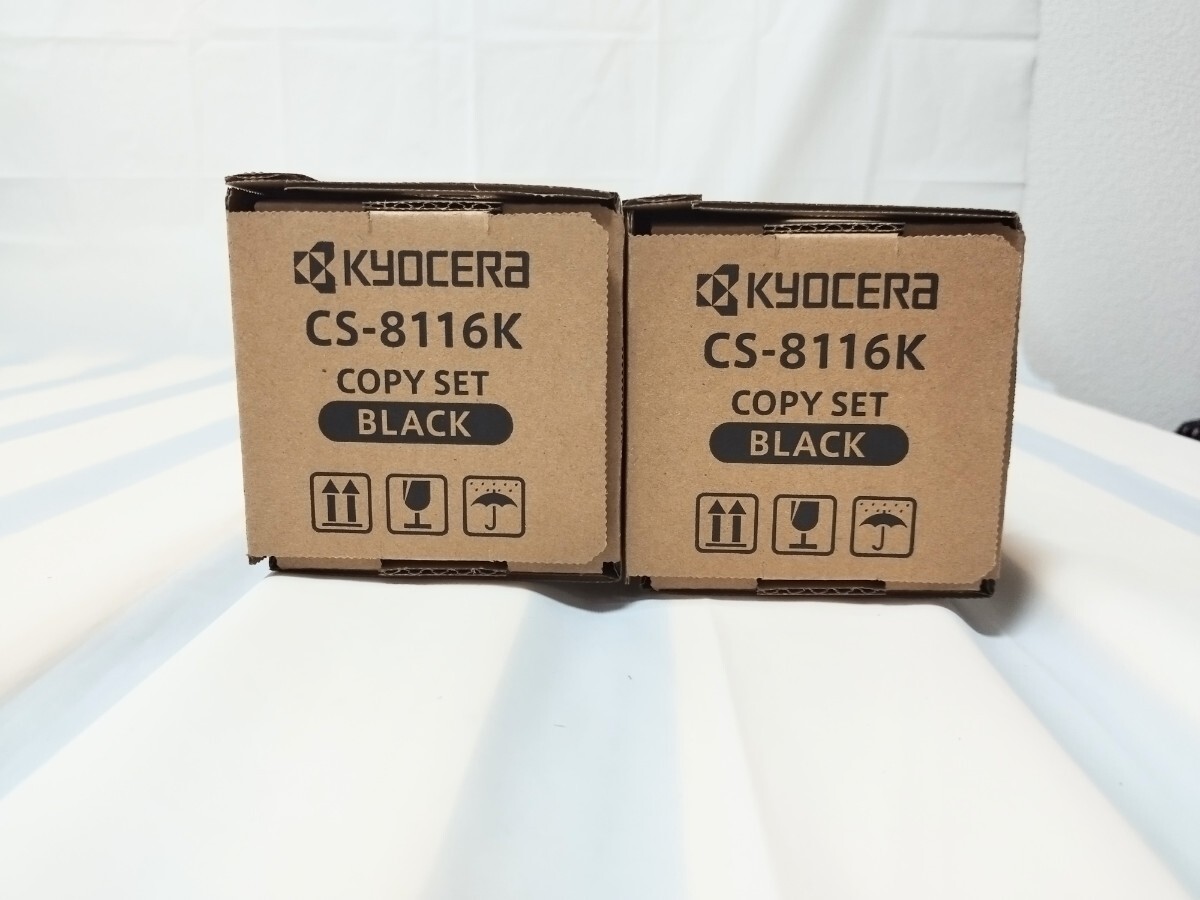 KYOCERA
CS-8116K
COPY SET
BLACK
KYOCERA
CS-8116K
COPY SET
BLACK